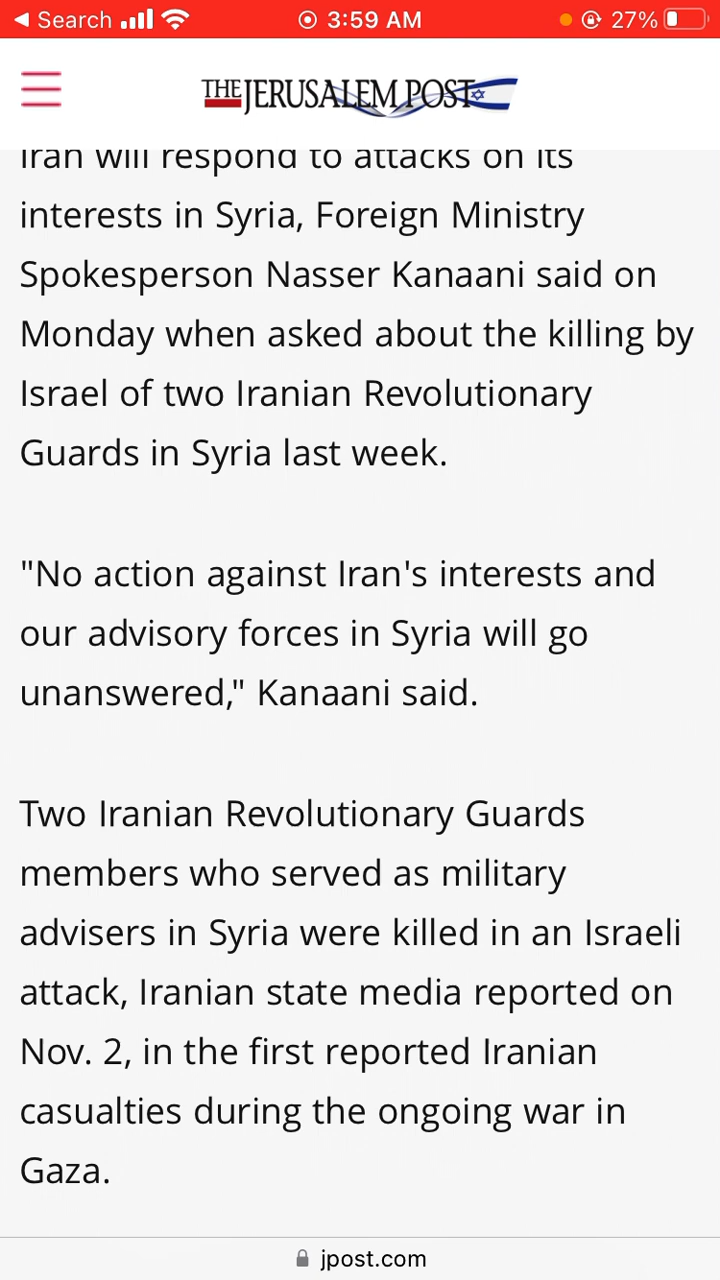 Search
3:59 AM
27%
THE JERUSALEM POST
Iran will respond to attacks on its
interests in Syria, Foreign Ministry
Spokesperson Nasser Kanaani said on
Monday when asked about the killing by
Israel of two Iranian Revolutionary
Guards in Syria last week.
"No action against Iran's interests and
our advisory forces in Syria will go
unanswered," Kanaani said.
Two Iranian Revolutionary Guards
members who served as military
advisers in Syria were killed in an Israeli
attack, Iranian state media reported on
Nov. 2, in the first reported Iranian
casualties during the ongoing war in
Gaza.
jpost.com